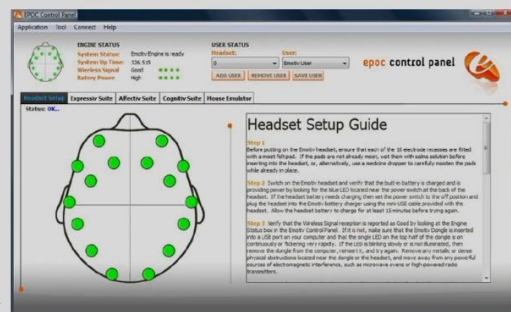 EPOC Control Panel
Application Tool Connect Help
ENGINE STATUS
System Status: Emotiv Engine is ready
System Up Time: 326.515
Wireless Signal Good
Battery Power High
USER STATUS
Headset: User:
0 Emotiv User
ADD USER REMOVE USER SAVE USER
epoc control panel
Headset Setup Expressiv Suite Affectiv Suite Cognitiv Suite Mouse Emulator
Status: OK..
Headset Setup Guide
Step 1
Before putting on the Emotiv headset, ensure that each of the 16 electrode recesses are fitted
with a moist felt pad. If the pads are not already moist, wet them with saline solution before
inserting into the headset, or, alternatively, use a medicine dropper to carefully moisten the pads
while already in place.
Step 2 Switch on the Emotiv headset and verify that the built-in battery is charged and is
providing power by looking for the blue LED located near the power switch at the back of the
headset. If the headset battery needs charging then set the power switch to the off position and
plug the headset into the Emotiv battery charger using the mini-USB cable provided with the
headset. Allow the headset battery to charge for at least 15 minutes before trying again.
Step 3 Verify that the Wireless Signal reception is reported as Good by looking at the Engine
Status box in the Emotiv Control Panel. If it is not, make sure that the Emotiv Dongle is inserted
into a USB port on your computer and that the single LED on the top half of the dongle is on
continuously or flickering very rapidly. If the LED is blinking slowly or is not illuminated, then
remove the dongle from the computer, reinsert it, and try again. Remove any metallic or dense
physical obstructions located near the dongle or the headset, and move away from any powerful
sources of electromagnetic interference, such as microwave ovens or high-powered radio
transmitters.